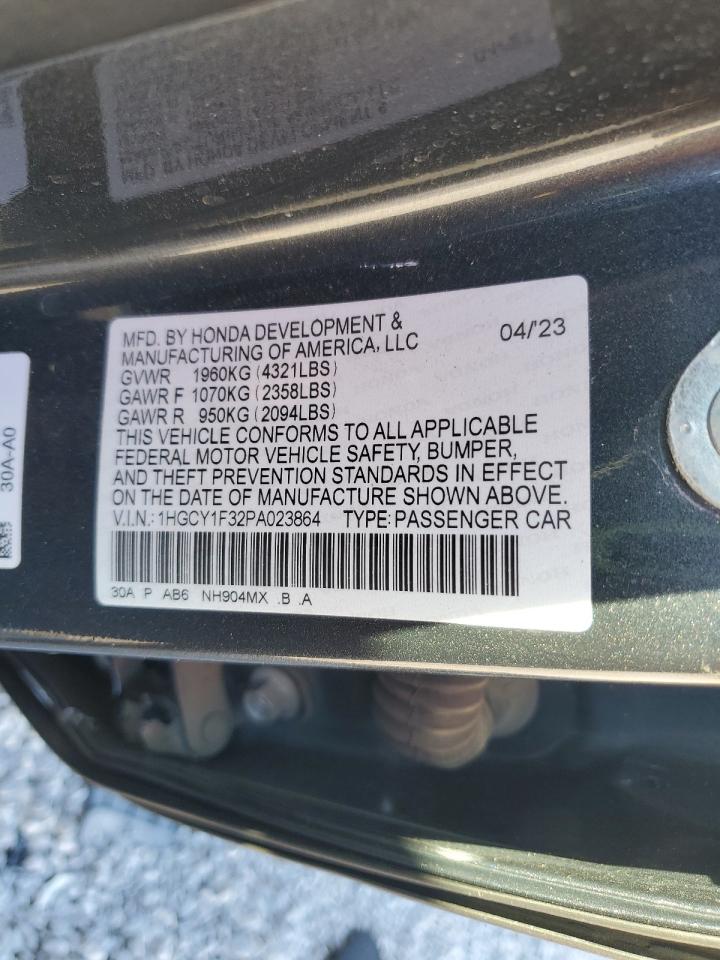 MFD. BY HONDA DEVELOPMENT &
MANUFACTURING OF AMERICA, LLC 04/'23
GVWR 1960KG (4321LBS)
GAWR F 1070KG (2358LBS)
GAWR R 950KG (2094LBS)
THIS VEHICLE CONFORMS TO ALL APPLICABLE
FEDERAL MOTOR VEHICLE SAFETY, BUMPER,
AND THEFT PREVENTION STANDARDS IN EFFECT
ON THE DATE OF MANUFACTURE SHOWN ABOVE.
V.I.N.: 1HGCY1F32PA023864 TYPE: PASSENGER CAR
30A P AB6 NH904MX .B .A
30A-A0